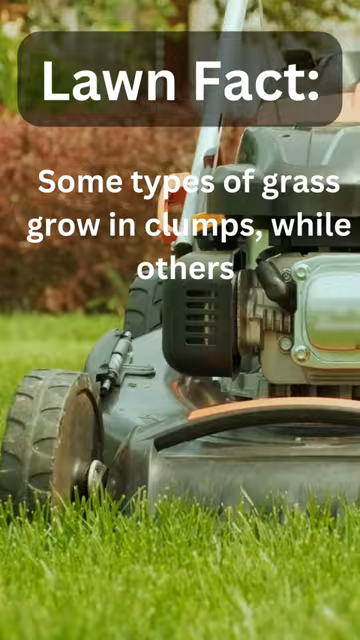 Lawn Fact:
Some types of grass
grow in clumps, while
others